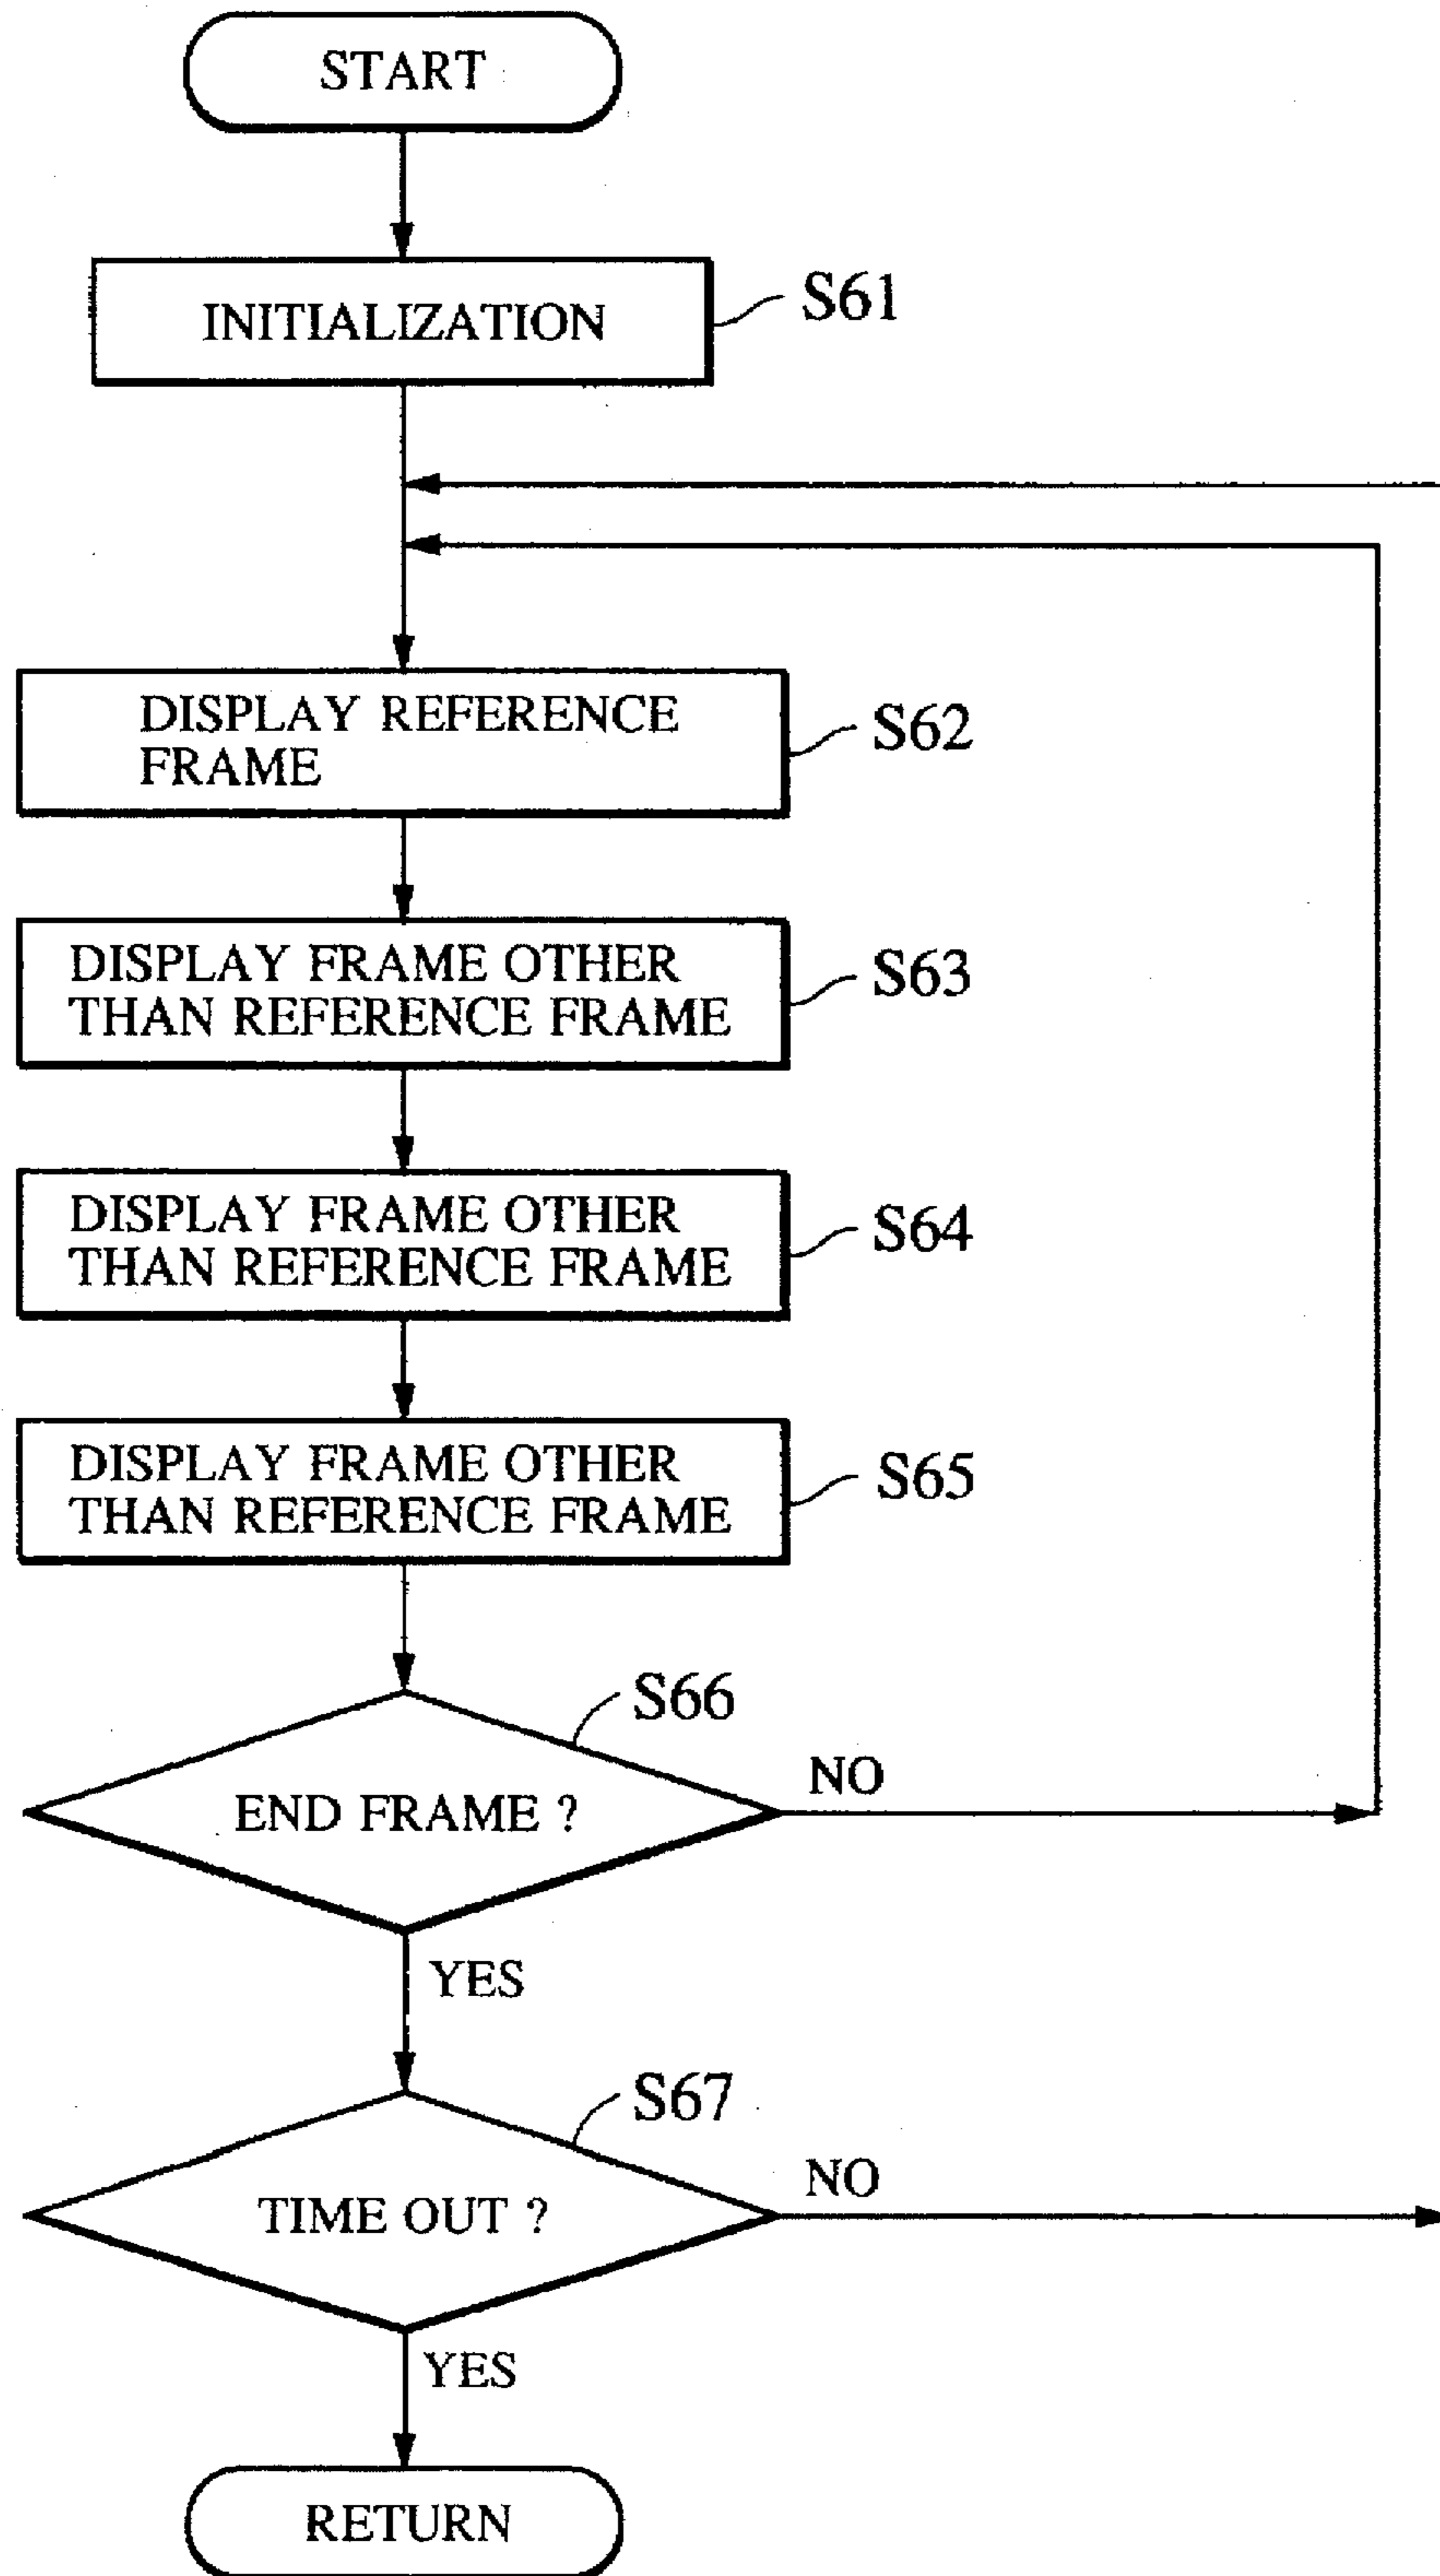 START
INITIALIZATION
S61
DISPLAY REFERENCE
FRAME
S62
DISPLAY FRAME OTHER
THAN REFERENCE FRAME
S63
DISPLAY FRAME OTHER
THAN REFERENCE FRAME
S64
DISPLAY FRAME OTHER
THAN REFERENCE FRAME
S65
S66
END FRAME ?
NO
YES
S67
TIME OUT ?
NO
YES
RETURN